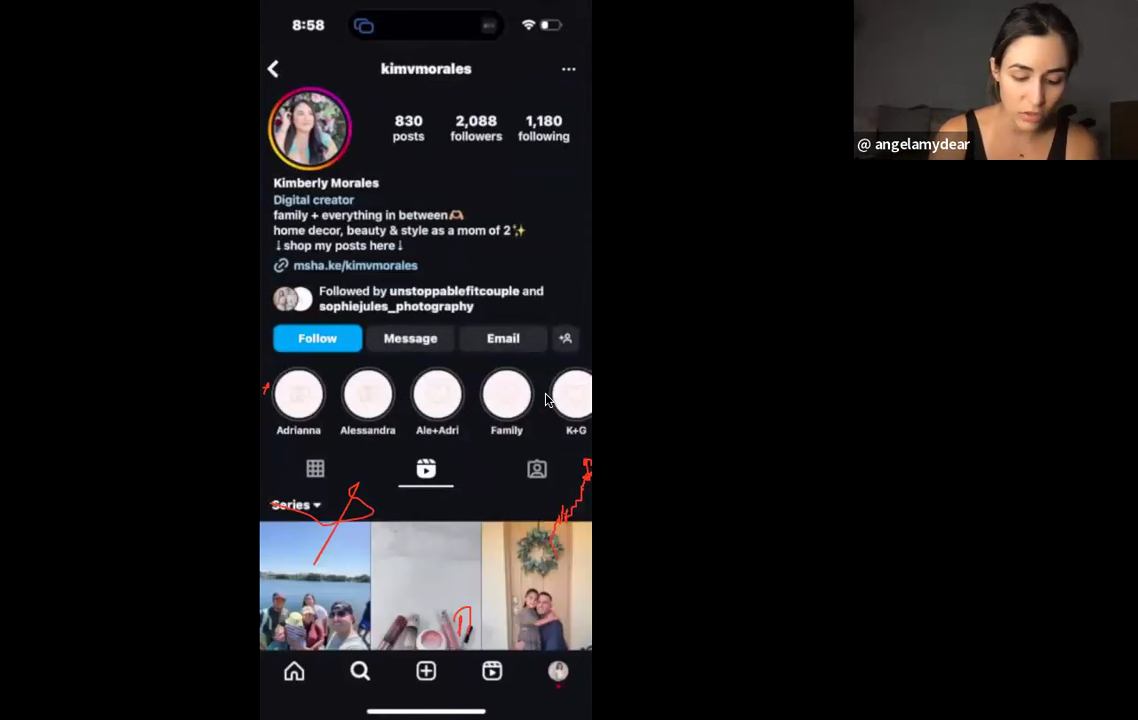 8:58
kimvmorales
830 2,088 1,180
posts followers following
Kimberly Morales
Digital creator
family + everything in between🫶🏼
home decor, beauty & style as a mom of 2✨
↓shop my posts here↓
msha.ke/kimvmorales
Followed by unstoppablefitcouple and
sophiejules_photography
Follow Message Email
Adrianna Alessandra Ale+Adri Family K+G
Series
@ angelamydear